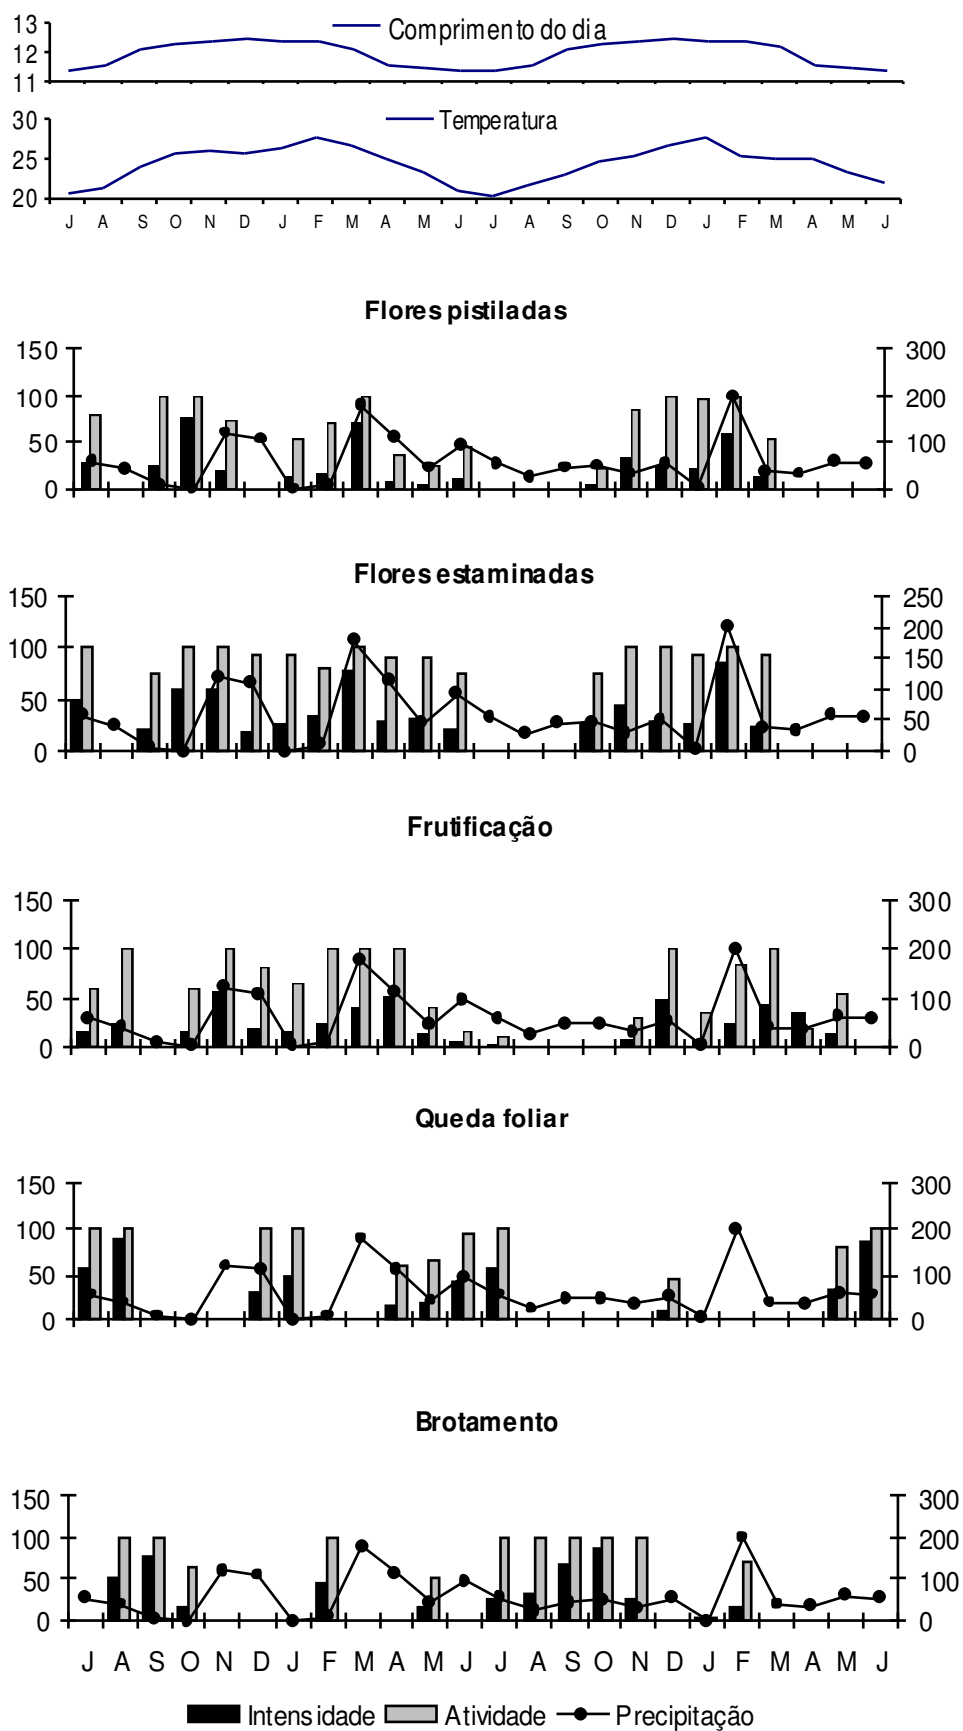 13
12
11
Comprimento do dia
30
25
20
Temperatura
J A S O N D J F M A M J J A S O N D J F M A M J
Flores pistiladas
150 300
100 200
50 100
0 0
Flores estaminadas
150 250
200
100 150
100
50 50
0 0
Frutificação
150 300
100 200
50 100
0 0
Queda foliar
150 300
100 200
50 100
0 0
Brotamento
150 300
100 200
50 100
0 0
J A S O N D J F M A M J J A S O N D J F M A M J
Intensidade Atividade Precipitação